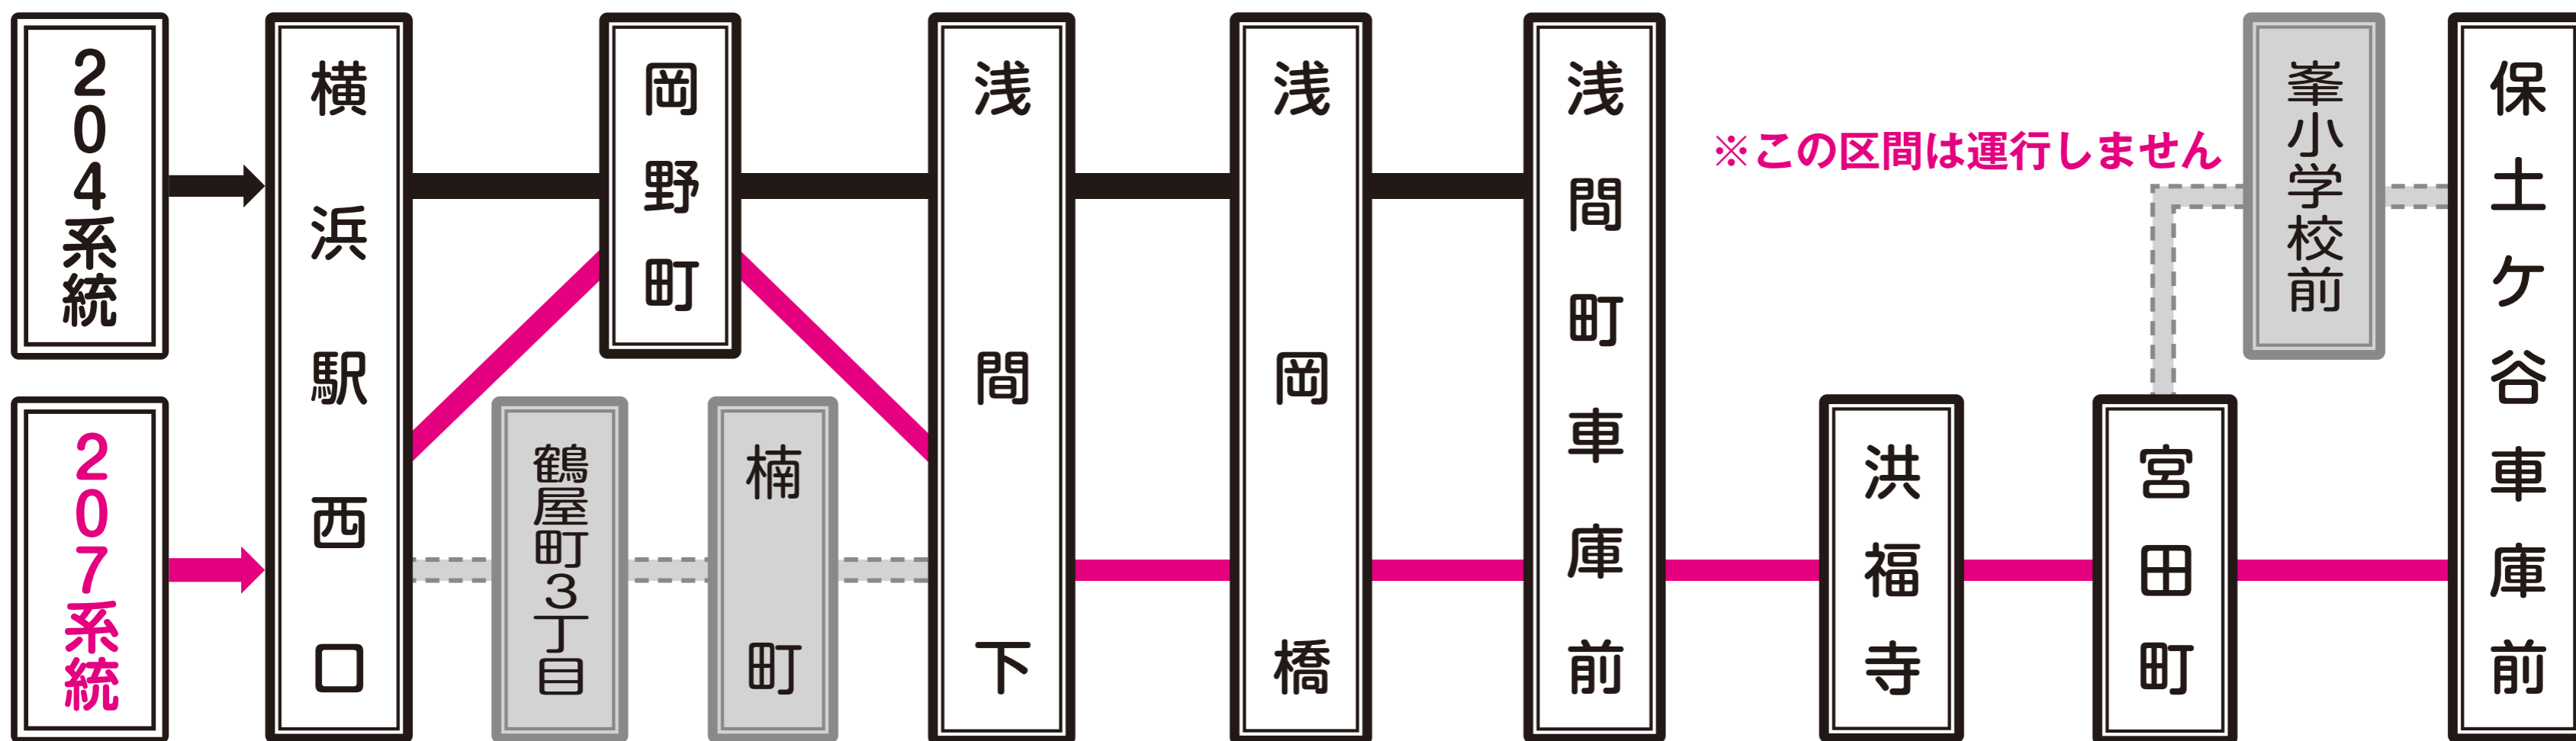 204系統
207系統
横浜駅西口
岡野町
鶴屋町3丁目
楠町
浅間下
浅岡橋
浅間町車庫前
※この区間は運行しません
洪福寺
宮田町
峯小学校前
保土ケ谷車庫前